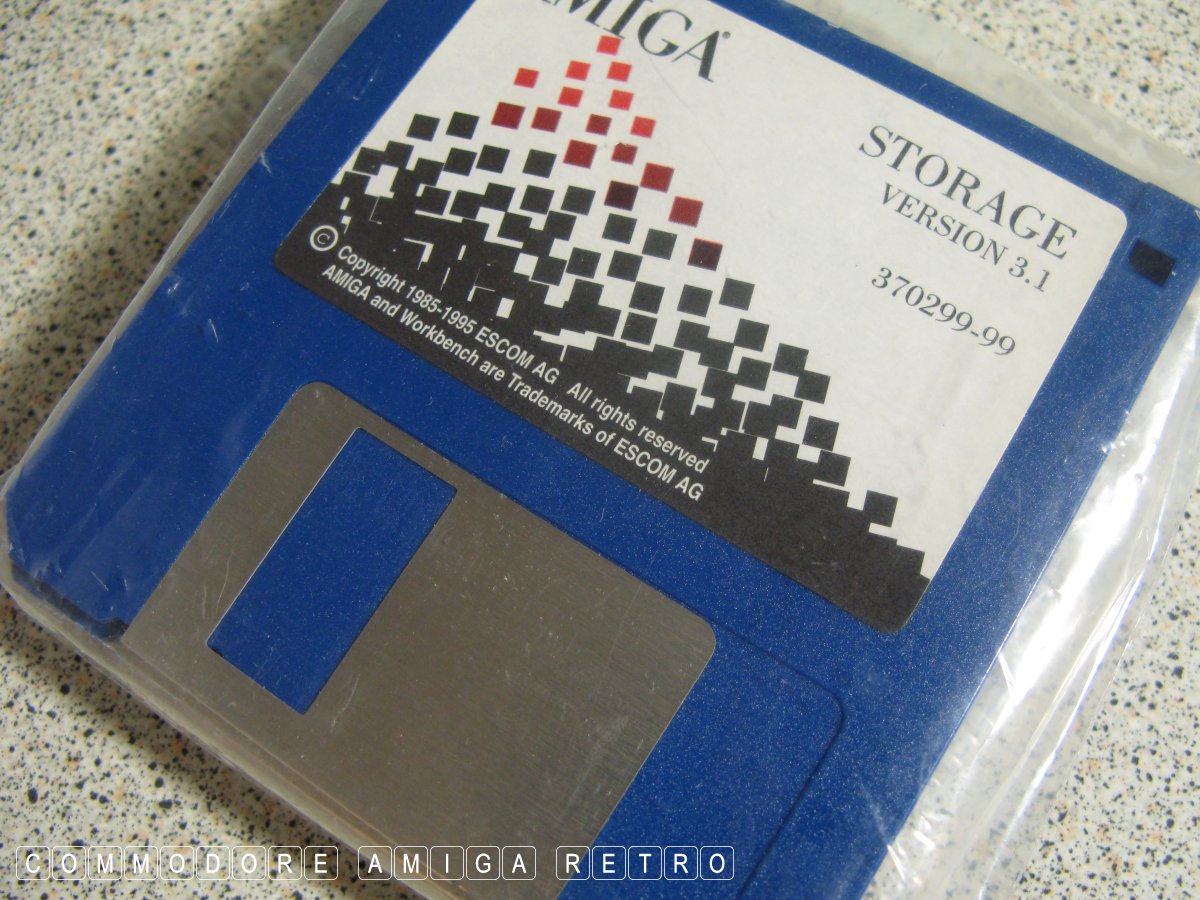 AMIGA®
STORAGE
VERSION 3.1
370299-99
© Copyright 1985-1995 ESCOM AG All rights reserved
AMIGA and Workbench are Trademarks of ESCOM AG
COMMODORE AMIGA RETRO